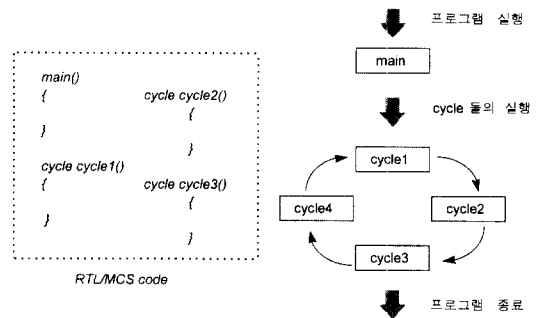 main()
{
}
cycle cycle1()
{
}
cycle cycle2()
{
}
cycle cycle3()
{
}
RTL/MCS code
프로그램 실행
main
cycle 들의 실행
cycle1
cycle2
cycle3
cycle4
프로그램 종료